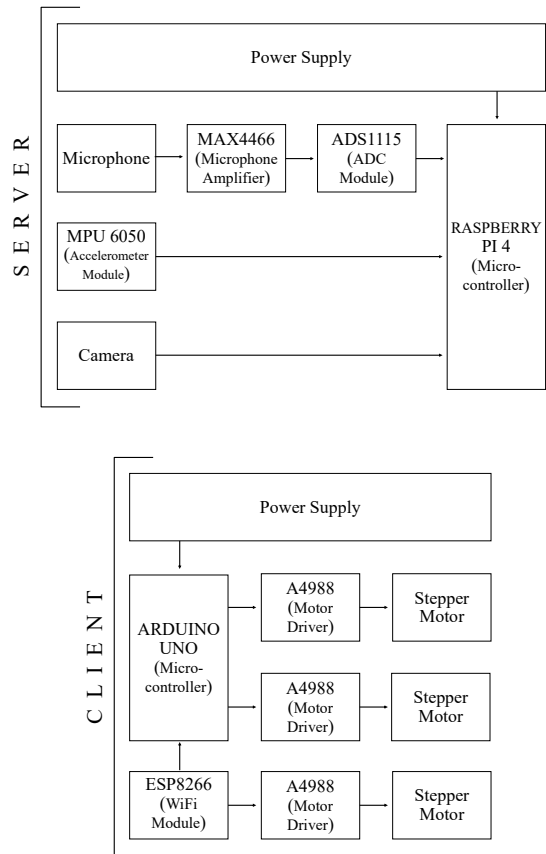 SERVER
Power Supply
Microphone
MAX4466
(Microphone
Amplifier)
ADS1115
(ADC
Module)
RASPBERRY
PI 4
(Micro-
controller)
MPU 6050
(Accelerometer
Module)
Camera
CLIENT
Power Supply
ARDUINO
UNO
(Micro-
controller)
A4988
(Motor
Driver)
Stepper
Motor
A4988
(Motor
Driver)
Stepper
Motor
ESP8266
(WiFi
Module)
A4988
(Motor
Driver)
Stepper
Motor